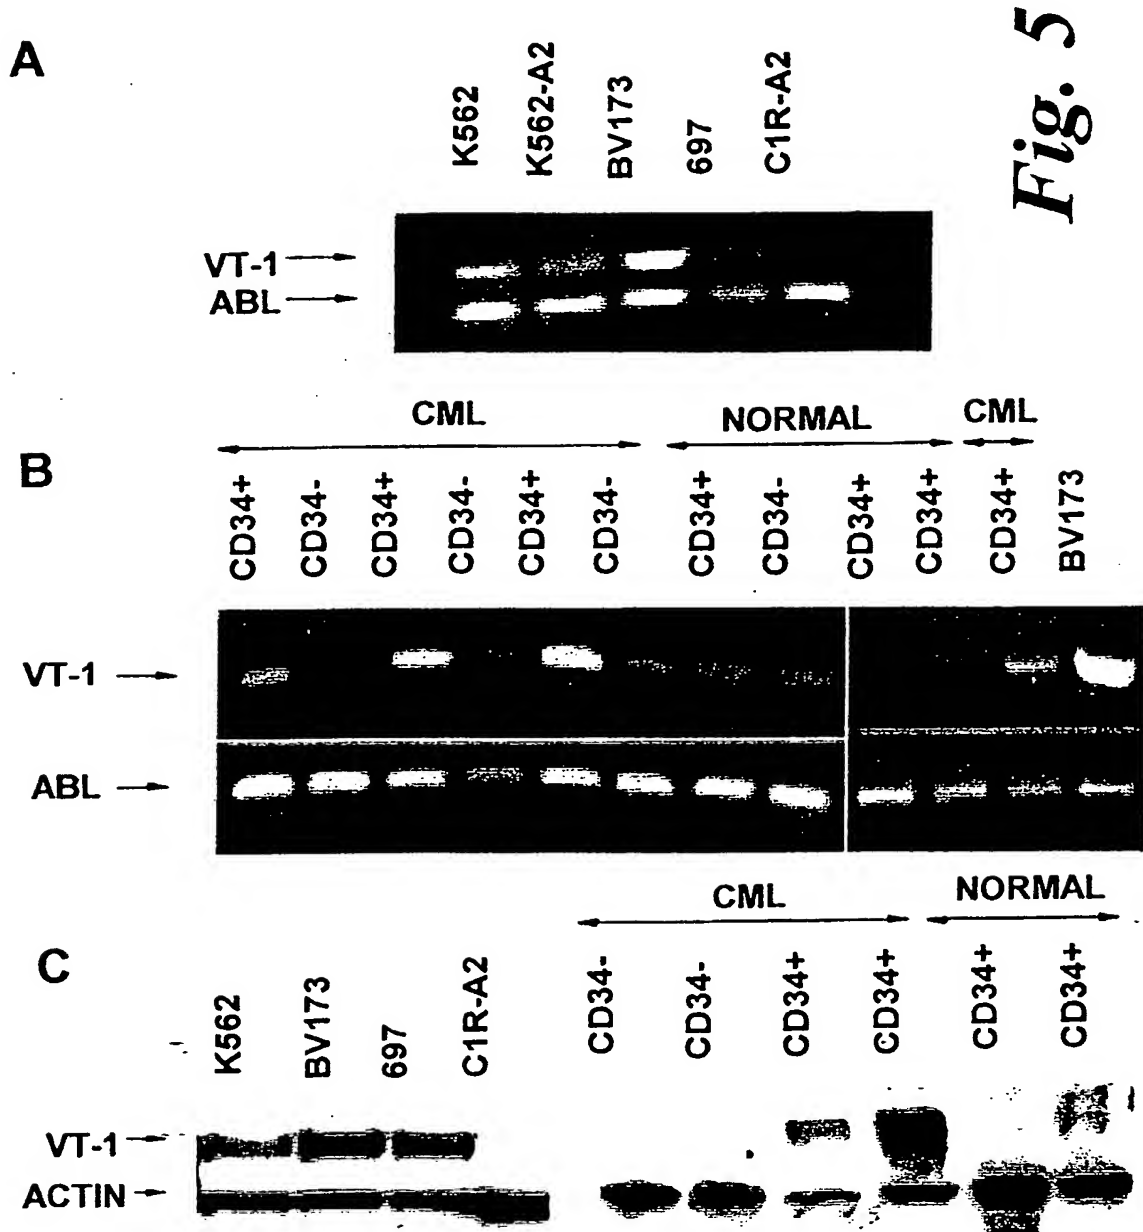 Fig. 5
A
K562 K562-A2 BV173 697 C1R-A2
VT-1
ABL
CML NORMAL CML
B
CD34+ CD34- CD34+ CD34- CD34+ CD34- CD34+ CD34- CD34+ CD34+ CD34+ BV173
VT-1
ABL
CML NORMAL
C
K562 BV173 697 C1R-A2 CD34- CD34- CD34+ CD34+ CD34+ CD34+
VT-1
ACTIN